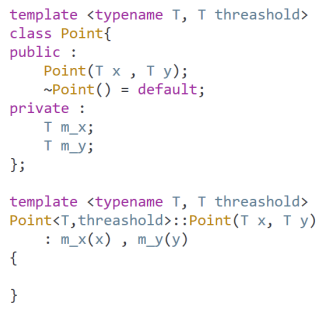 template <typename T, T threashold>
class Point{
public :
    Point(T x , T y);
    ~Point() = default;
private :
    T m_x;
    T m_y;
};

template <typename T, T threashold>
Point<T,threashold>::Point(T x, T y)
    : m_x(x) , m_y(y)
{

}